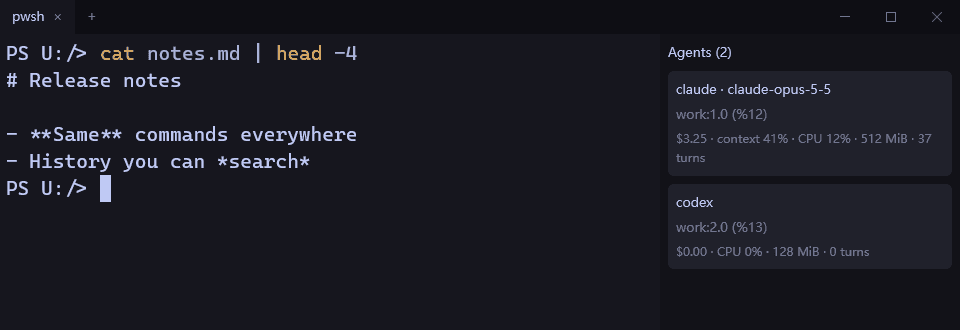 pwsh × +
PS U:/> cat notes.md | head -4
# Release notes
- **Same** commands everywhere
- History you can *search*
PS U:/>
Agents (2)
claude · claude-opus-5-5
work:1.0 (%12)
$3.25 · context 41% · CPU 12% · 512 MiB · 37
turns
codex
work:2.0 (%13)
$0.00 · CPU 0% · 128 MiB · 0 turns